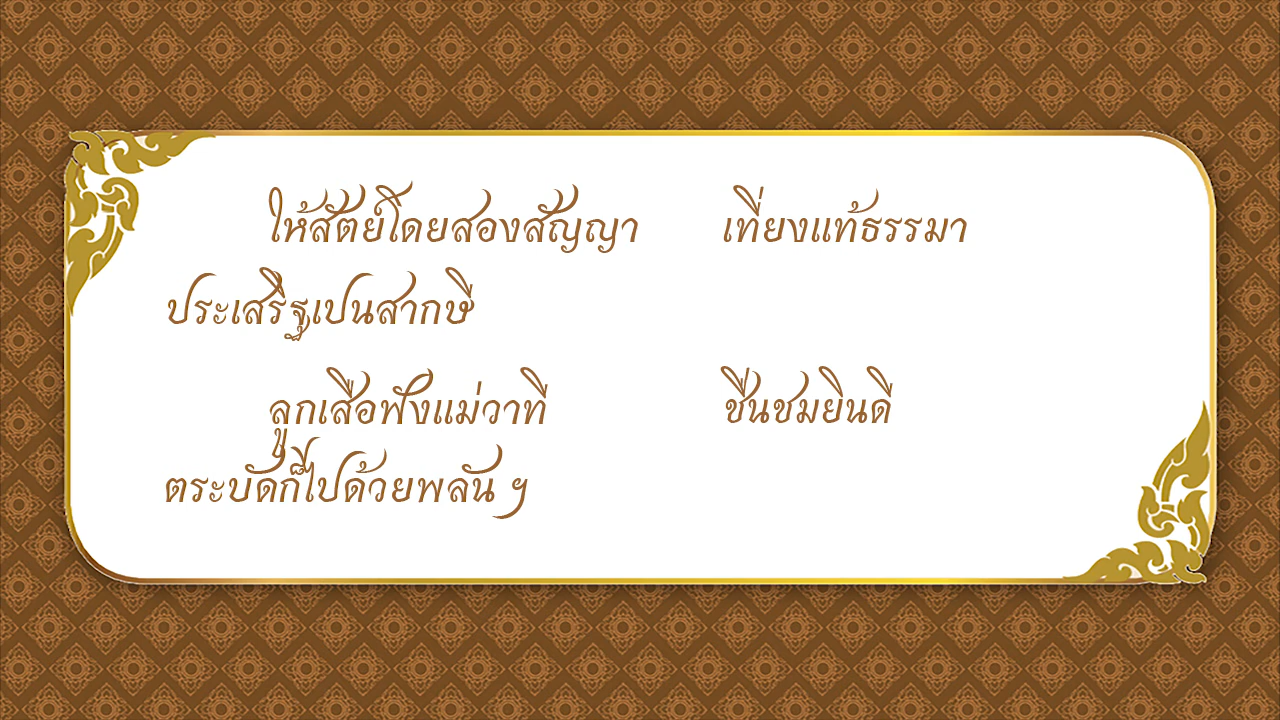 ให้สัตย์โดยสองสัญญา เที่ยงแท้ธรรมา
ประเสริฐเปนสากษี
ลูกเสือฟังแม่วาที ชื่นชมยินดี
ตระบัดก็ไปด้วยพลัน ฯ